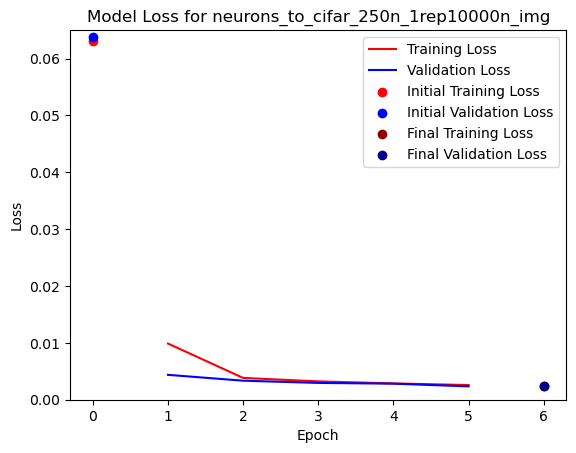 Model Loss for neurons_to_cifar_250n_1rep10000n_img
Training Loss
Validation Loss
Initial Training Loss
Initial Validation Loss
Final Training Loss
Final Validation Loss
Loss
0.06
0.05
0.04
0.03
0.02
0.01
0.00
0 1 2 3 4 5 6
Epoch